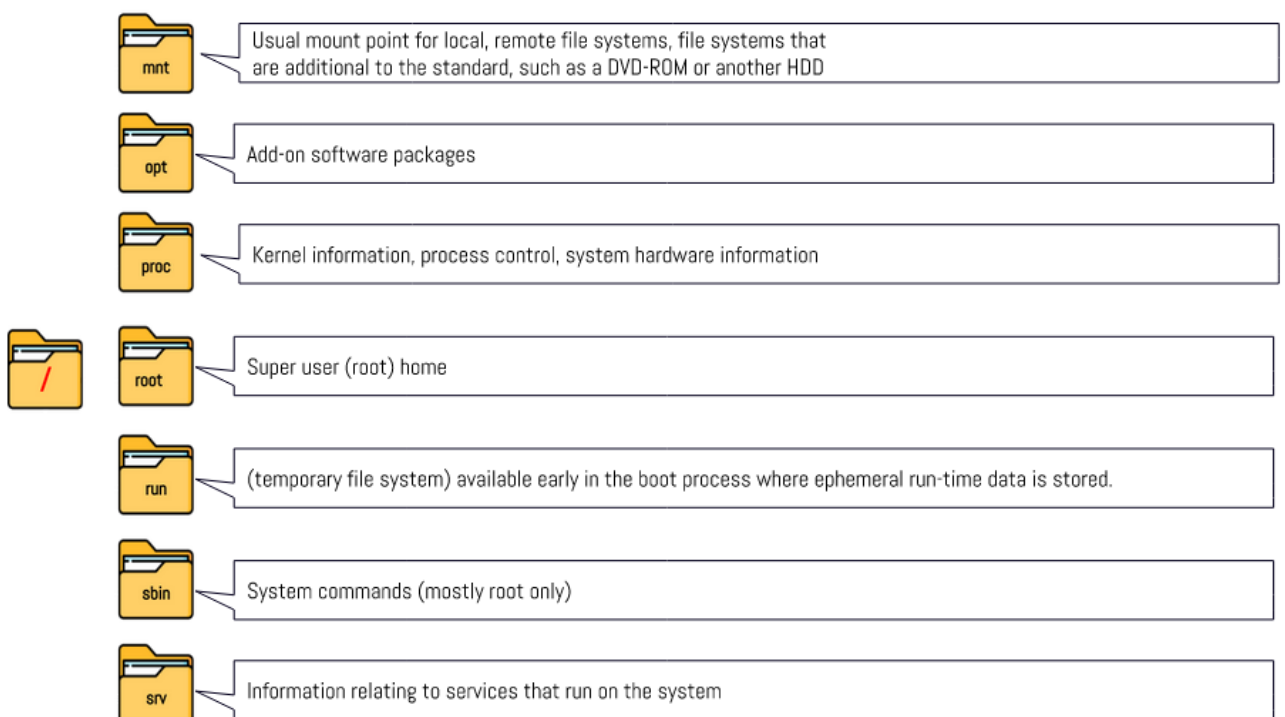 mnt
Usual mount point for local, remote file systems, file systems that
are additional to the standard, such as a DVD-ROM or another HDD
opt
Add-on software packages
proc
Kernel information, process control, system hardware information
/
root
Super user (root) home
run
(temporary file system) available early in the boot process where ephemeral run-time data is stored.
sbin
System commands (mostly root only)
srv
Information relating to services that run on the system